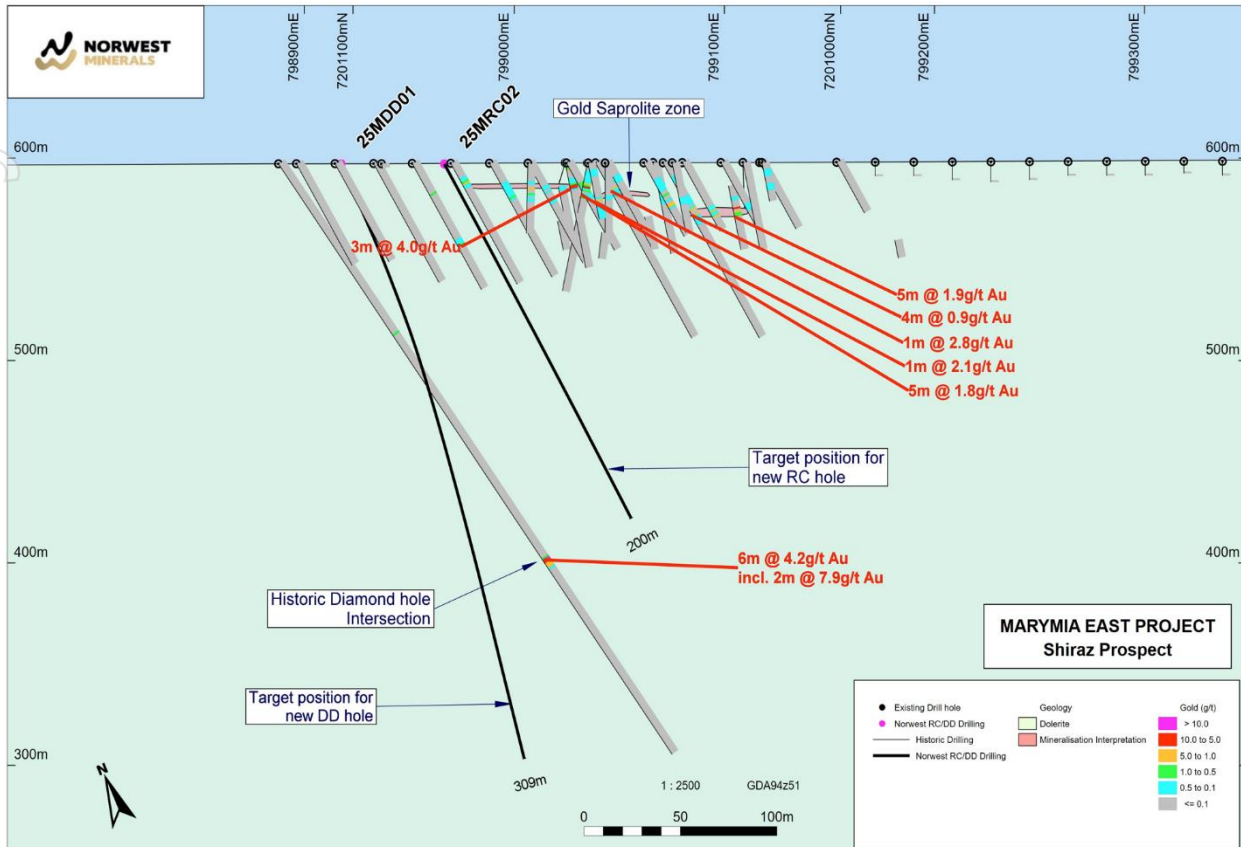 NORWEST
MINERALS
798900mE
7201100mN
799000mE
799100mE
7201000mN
799200mE
799300mE
25MDD01
25MRC02
Gold Saprolite zone
600m
600m
3m @ 4.0g/t Au
5m @ 1.9g/t Au
4m @ 0.9g/t Au
1m @ 2.8g/t Au
1m @ 2.1g/t Au
5m @ 1.8g/t Au
500m
500m
Target position for
new RC hole
200m
400m
400m
6m @ 4.2g/t Au
incl. 2m @ 7.9g/t Au
Historic Diamond hole
Intersection
Target position for
new DD hole
300m
309m
MARYMIA EAST PROJECT
Shiraz Prospect
N
1 : 2500
GDA94z51
0
50
100m
Existing Drill hole
Norwest RC/DD Drilling
Historic Drilling
Norwest RC/DD Drilling
Geology
Dolerite
Mineralisation Interpretation
Gold (g/t)
> 10.0
10.0 to 5.0
5.0 to 1.0
1.0 to 0.5
0.5 to 0.1
<= 0.1